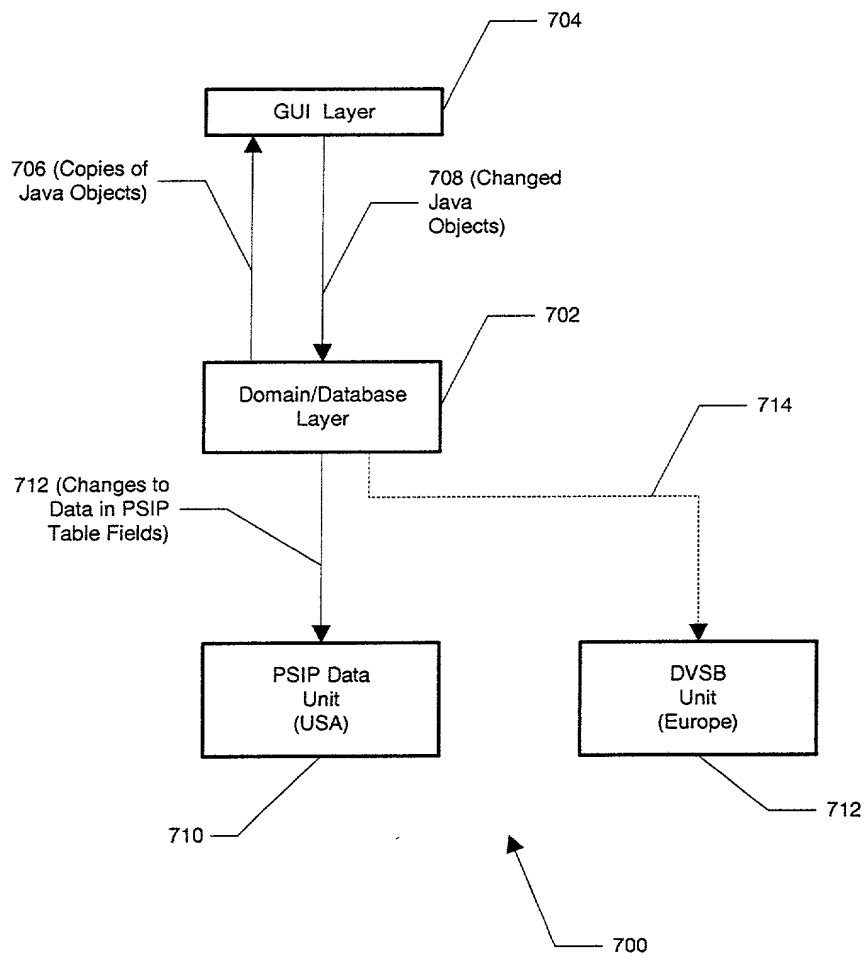 704
GUI Layer
706 (Copies of
Java Objects)
708 (Changed
Java
Objects)
702
Domain/Database
Layer
714
712 (Changes to
Data in PSIP
Table Fields)
PSIP Data
Unit
(USA)
DVSB
Unit
(Europe)
710
712
700